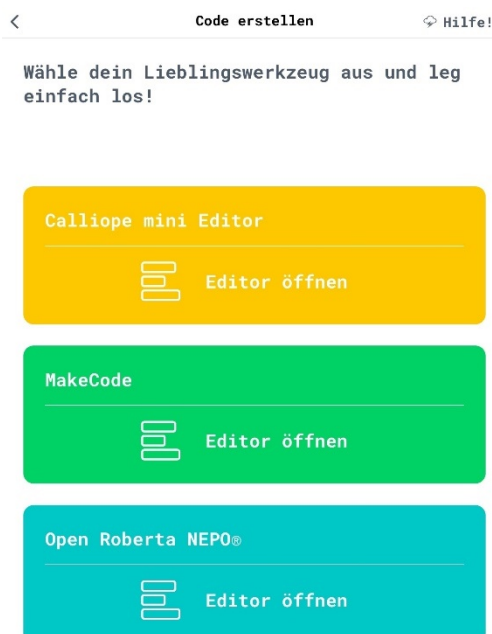 Code erstellen
Hilfe!
Wähle dein Lieblingswerkzeug aus und leg
einfach los!
Calliope mini Editor
Editor öffnen
MakeCode
Editor öffnen
Open Roberta NEPO®
Editor öffnen